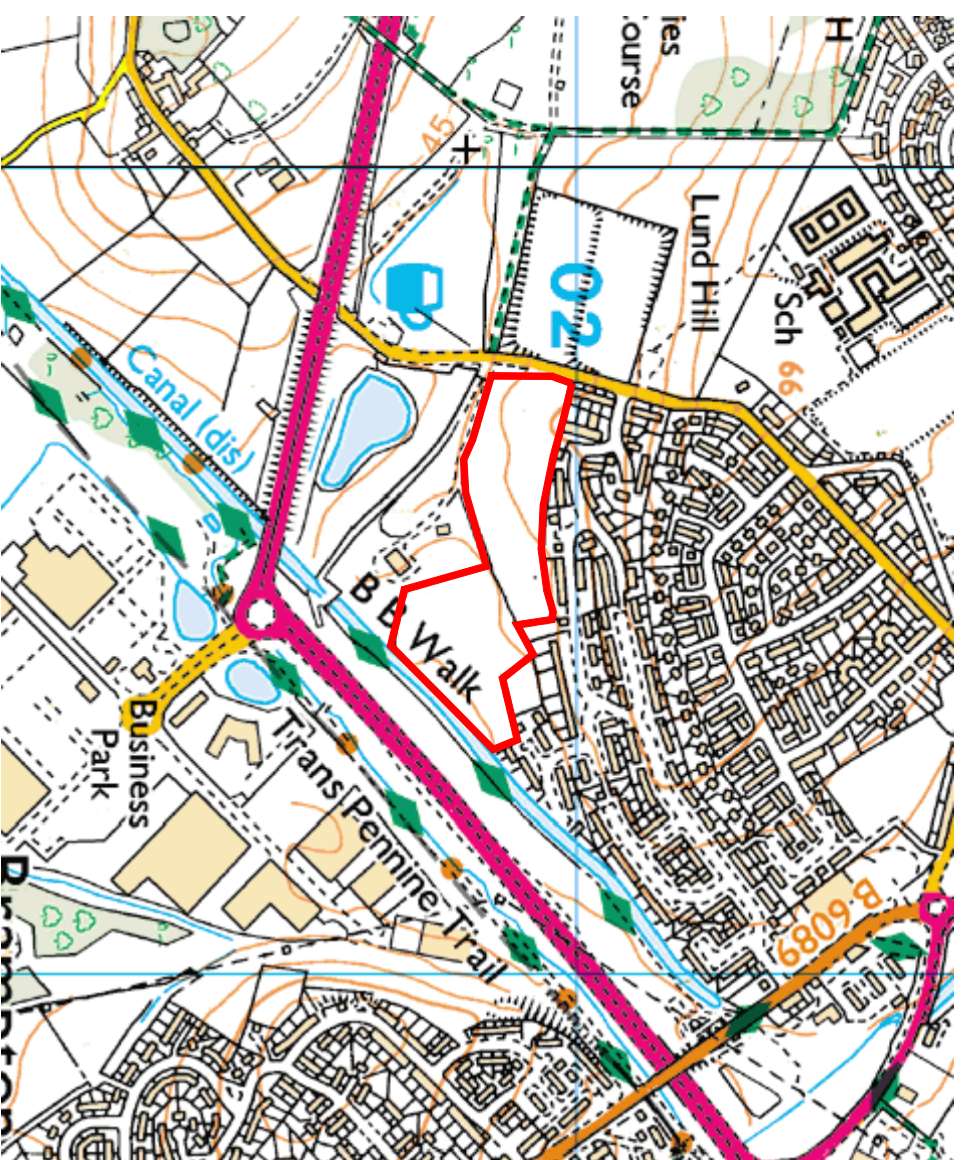 ies
ourse
H
45
Lund Hill
02
Sch
66
Canal (dis)
B B Walk
Business
Park
Trans Pennine Trail
B 6089